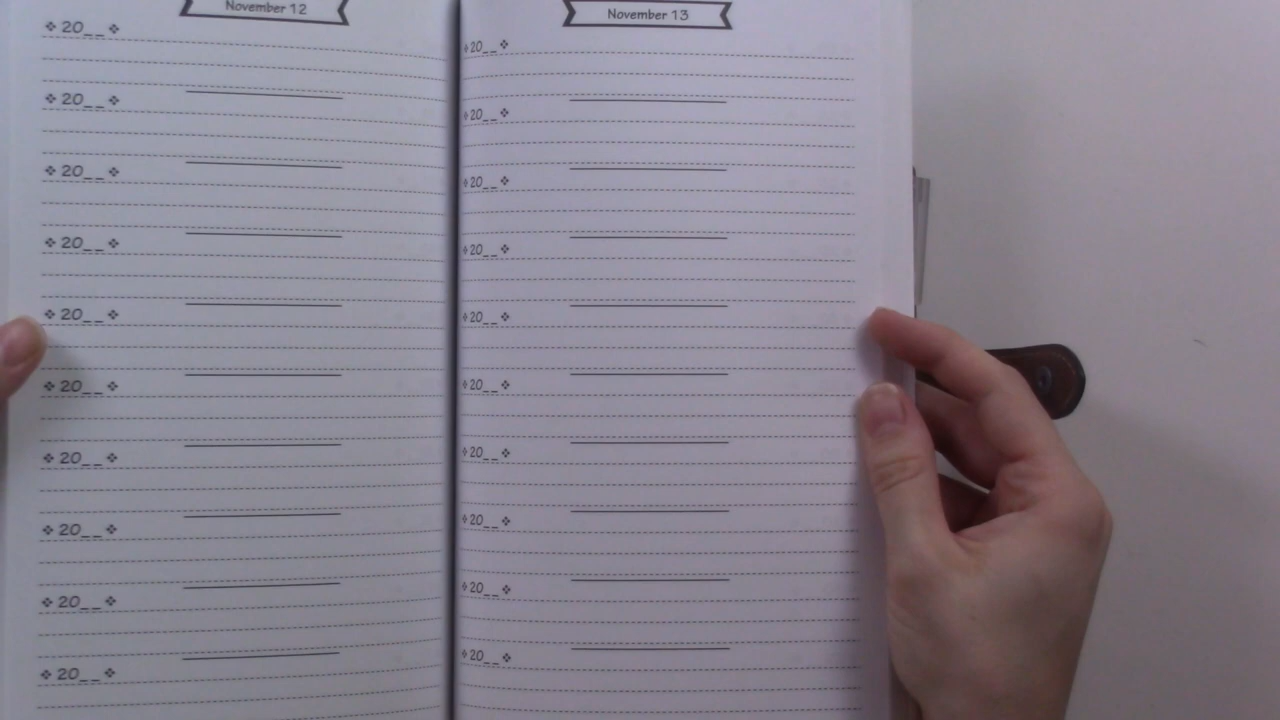 November 12
❖ 20__ ❖
❖ 20__ ❖
❖ 20__ ❖
❖ 20__ ❖
❖ 20__ ❖
❖ 20__ ❖
❖ 20__ ❖
❖ 20__ ❖
❖ 20__ ❖
❖ 20__ ❖
November 13
❖ 20__ ❖
❖ 20__ ❖
❖ 20__ ❖
❖ 20__ ❖
❖ 20__ ❖
❖ 20__ ❖
❖ 20__ ❖
❖ 20__ ❖
❖ 20__ ❖
❖ 20__ ❖